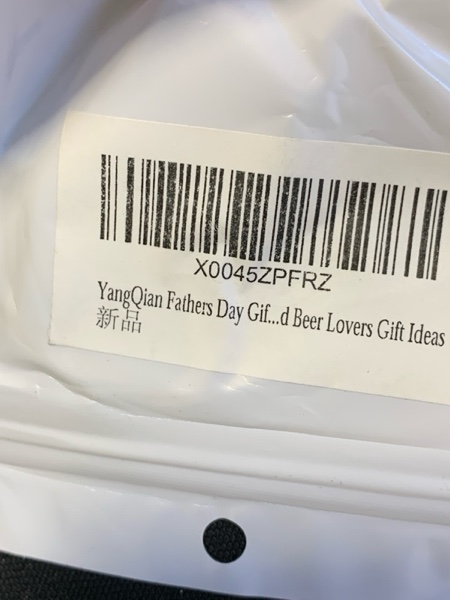 X0045ZPFRZ
YangQian Fathers Day Gif...d Beer Lovers Gift Ideas
新品